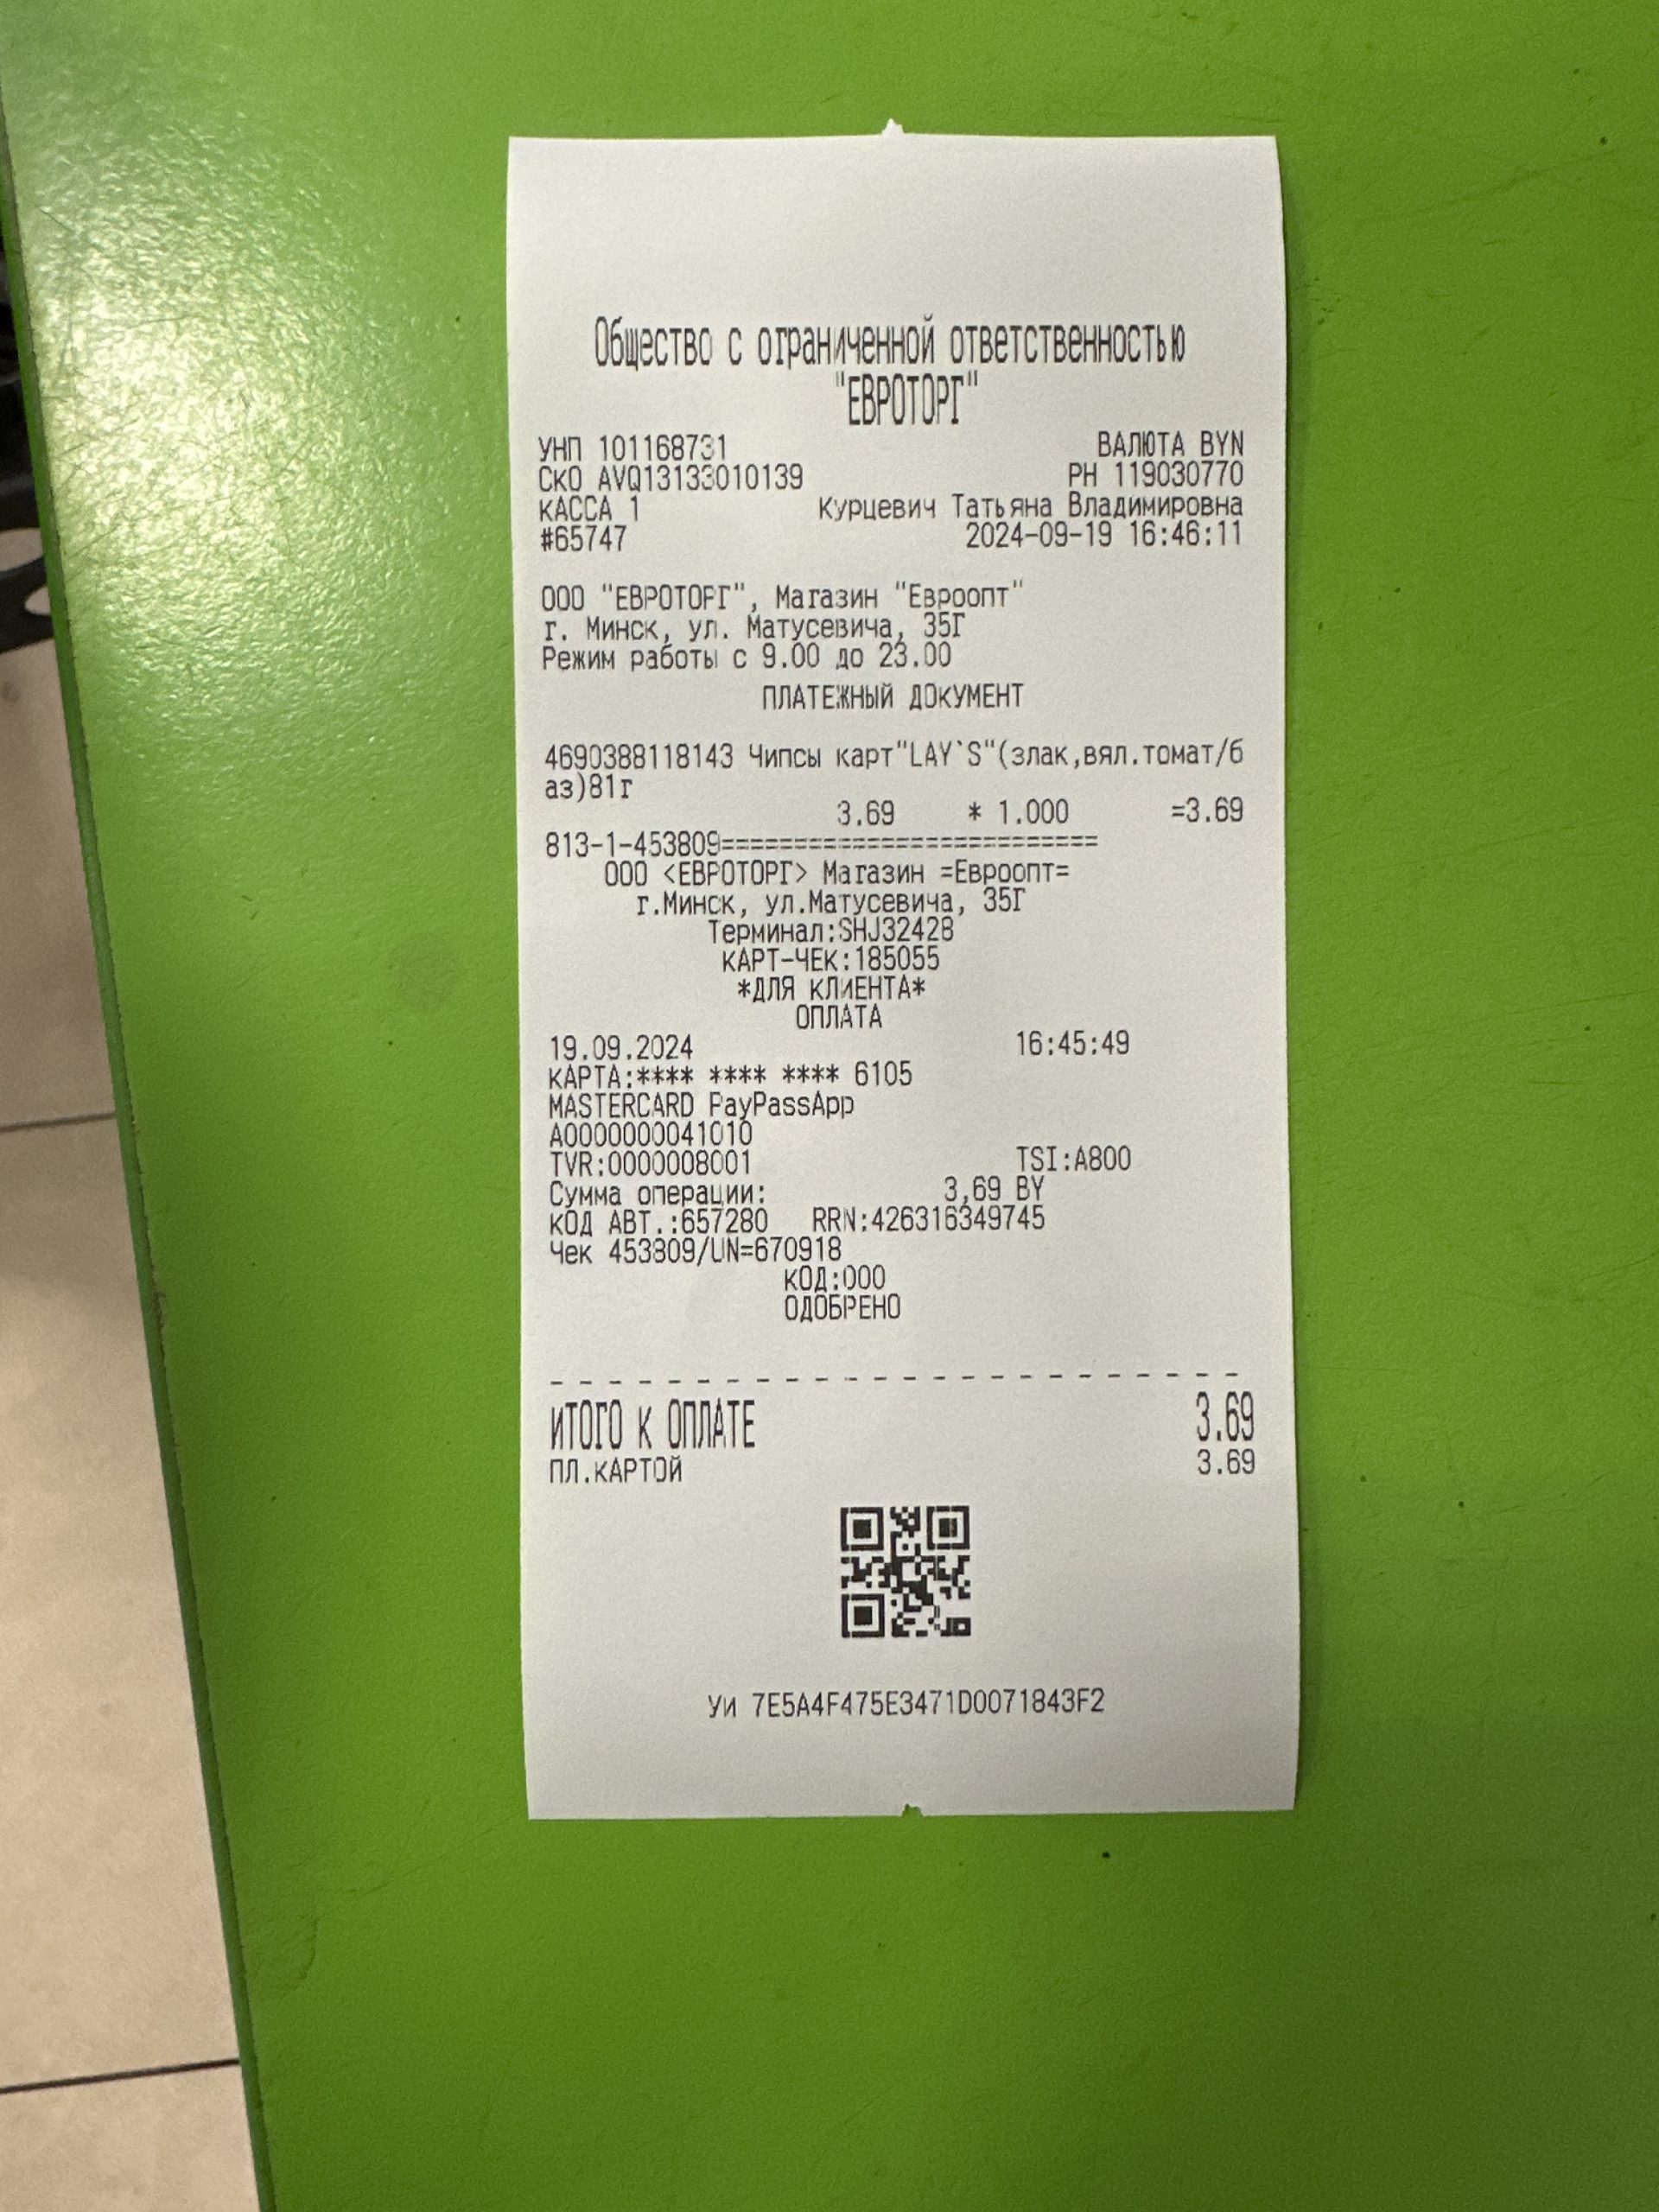 Общество с ограниченной ответственностью
"ЕВРОТОРГ"
УНП 101168731 ВАЛЮТА BYN
СКО AVQ13133010139 РН 119030770
КАССА 1 Курцевич Татьяна Владимировна
#65747 2024-09-19 16:46:11
ООО "ЕВРОТОРГ", Магазин "Евроопт"
г. Минск, ул. Матусевича, 35Г
Режим работы с 9.00 до 23.00
ПЛАТЕЖНЫЙ ДОКУМЕНТ
4690388118143 Чипсы карт"LAY`S"(злак,вял.томат/б
аз)81г
3.69 * 1.000 =3.69
813-1-453809==========================
ООО <ЕВРОТОРГ> Магазин =Евроопт=
г.Минск, ул.Матусевича, 35Г
Терминал:SHJ32428
КАРТ-ЧЕК:185055
*ДЛЯ КЛИЕНТА*
ОПЛАТА
19.09.2024 16:45:49
КАРТА:**** **** **** 6105
MASTERCARD PayPassApp
A0000000041010
TVR:0000008001 TSI:A800
Сумма операции: 3,69 BY
КОД АВТ.:657280 RRN:426316349745
Чек 453809/UN=670918
КОД:000
ОДОБРЕНО
ИТОГО К ОПЛАТЕ 3.69
ПЛ.КАРТОЙ 3.69
УИ 7E5A4F475E3471D0071843F2